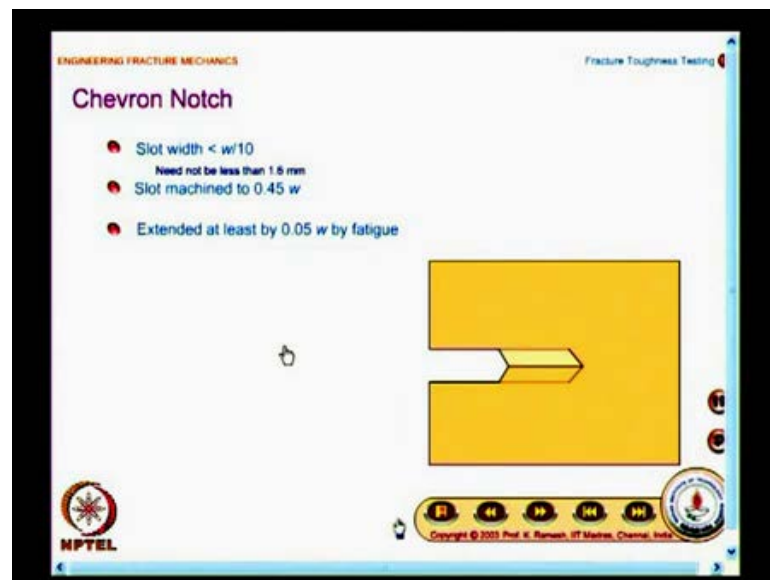 ENGINEERING FRACTURE MECHANICS
Fracture Toughness Testing
Chevron Notch
Slot width < w/10
Need not be less than 1.6 mm
Slot machined to 0.45 w
Extended at least by 0.05 w by fatigue
NPTEL
Copyright © 2003 Prof. K. Ramesh, IIT Madras, Chennai, India